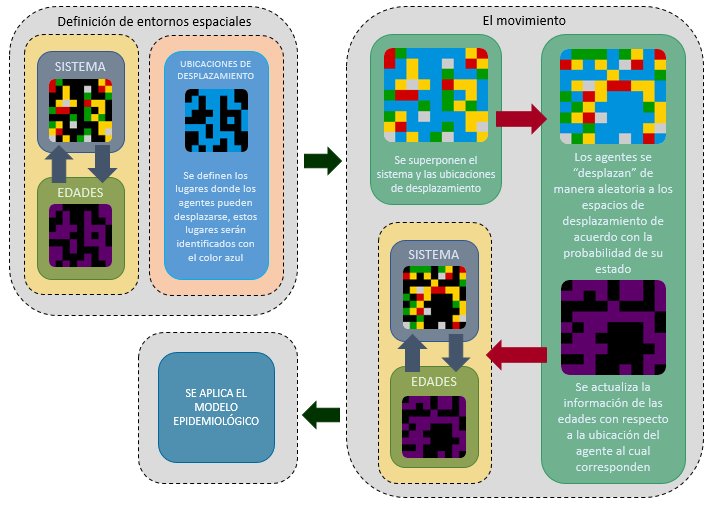 Definición de entornos espaciales
SISTEMA
EDADES
UBICACIONES DE
DESPLAZAMIENTO
Se definen los
lugares donde los
agentes pueden
desplazarse, estos
lugares serán
identificados con
el color azul
El movimiento
Se superponen el
sistema y las ubicaciones
de desplazamiento
Los agentes se
“desplazan” de
manera aleatoria a los
espacios de
desplazamiento de
acuerdo con la
probabilidad de su
estado
Se actualiza la
información de las
edades con respecto
a la ubicación del
agente al cual
corresponden
SISTEMA
EDADES
SE APLICA EL
MODELO
EPIDEMIOLÓGICO